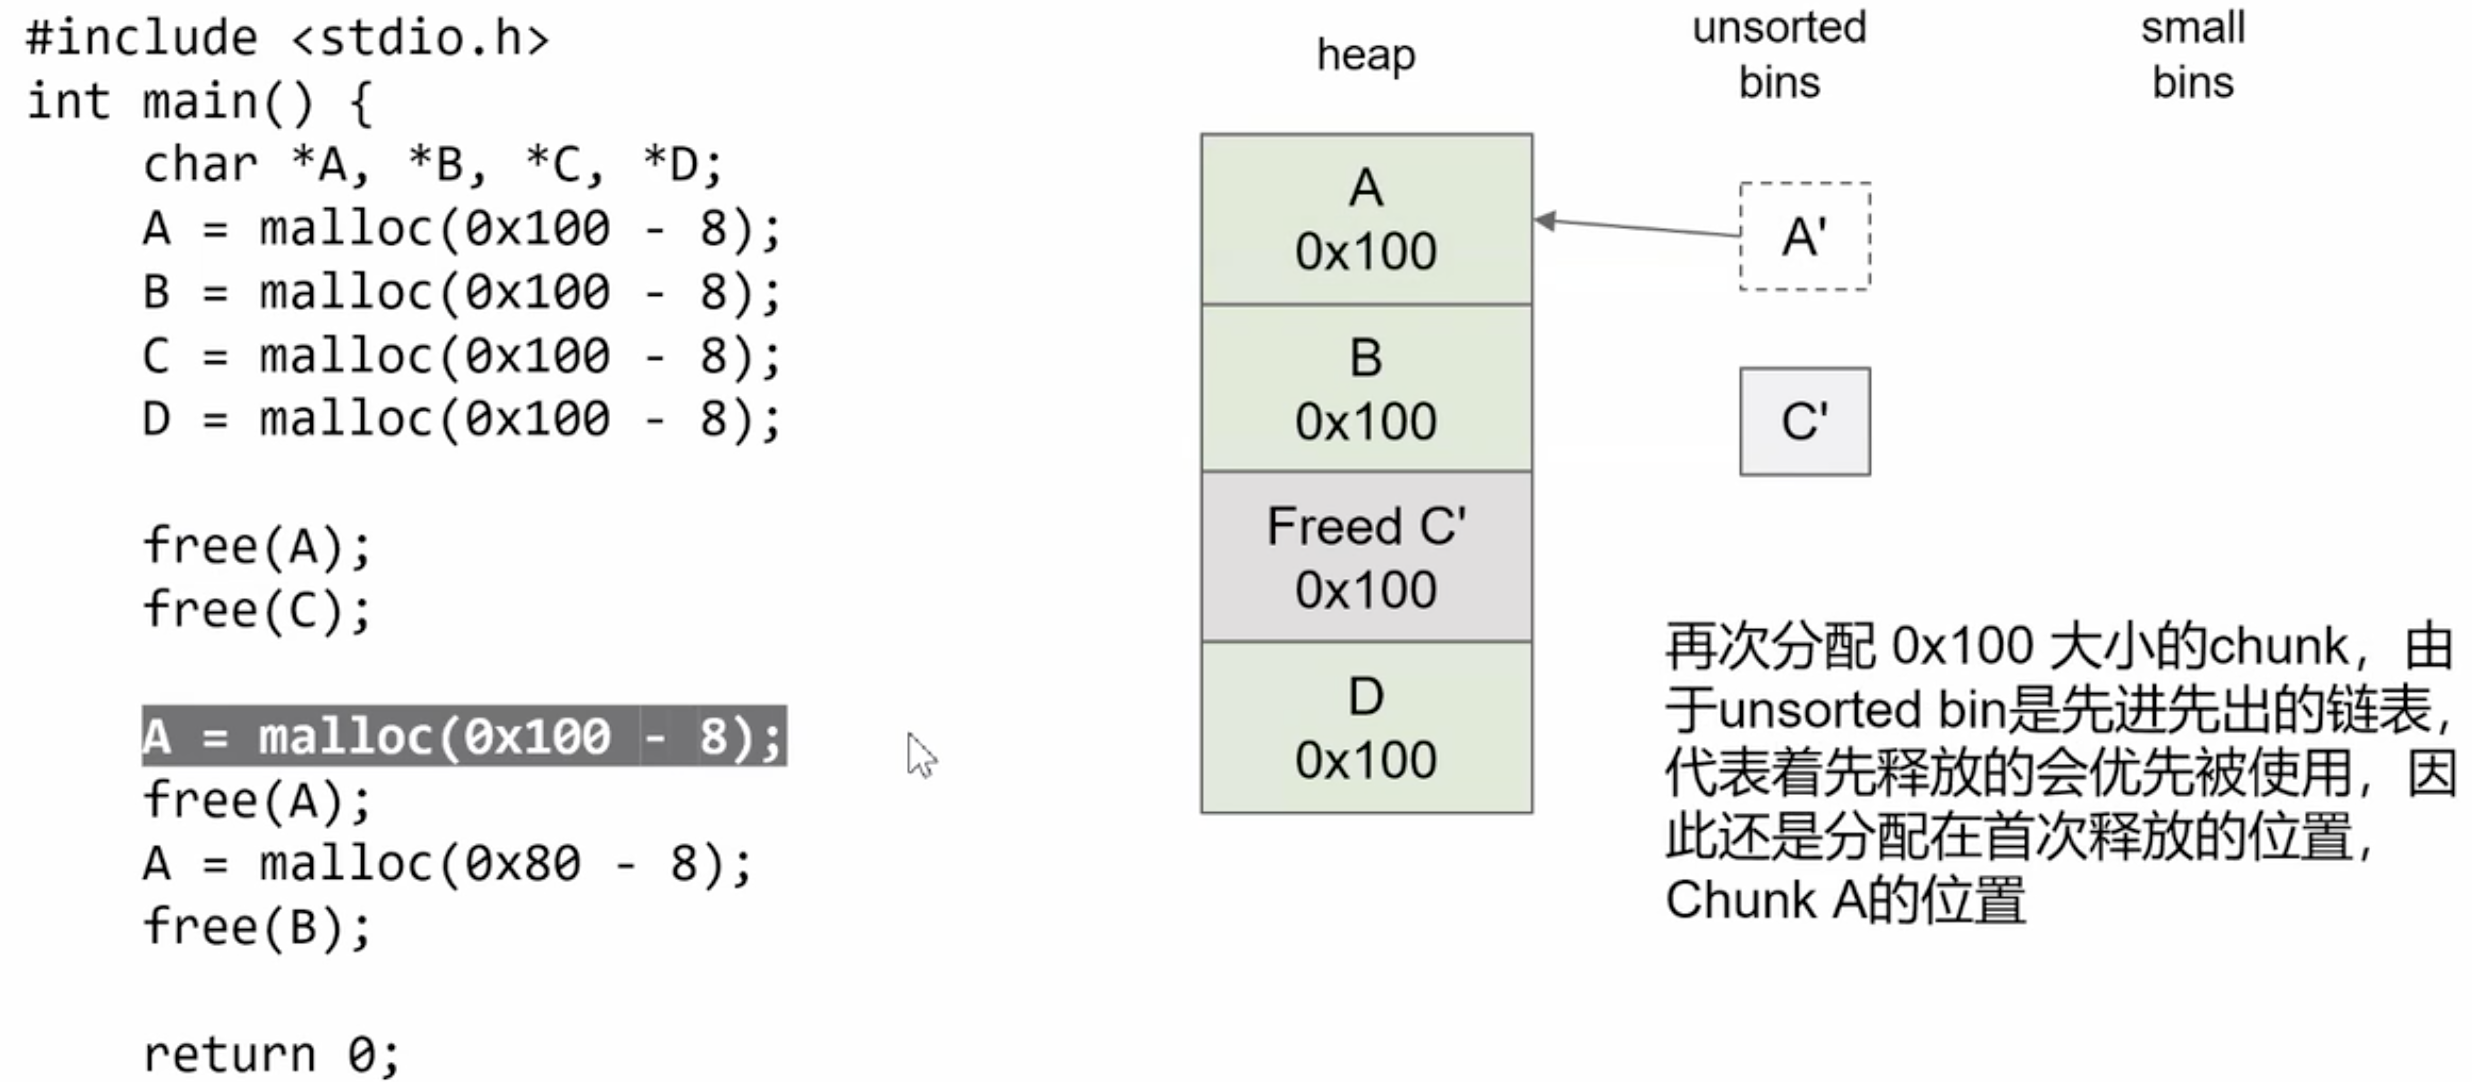 #include <stdio.h>
int main() {
char *A, *B, *C, *D;
A = malloc(0x100 - 8);
B = malloc(0x100 - 8);
C = malloc(0x100 - 8);
D = malloc(0x100 - 8);
free(A);
free(C);
A = malloc(0x100 - 8);
free(A);
A = malloc(0x80 - 8);
free(B);
return 0;
heap
A
0x100
B
0x100
Freed C'
0x100
D
0x100
unsorted
bins
A'
C'
small
bins
再次分配 0x100 大小的chunk，由
于unsorted bin是先进先出的链表，
代表着先释放的会优先被使用，因
此还是分配在首次释放的位置，
Chunk A的位置